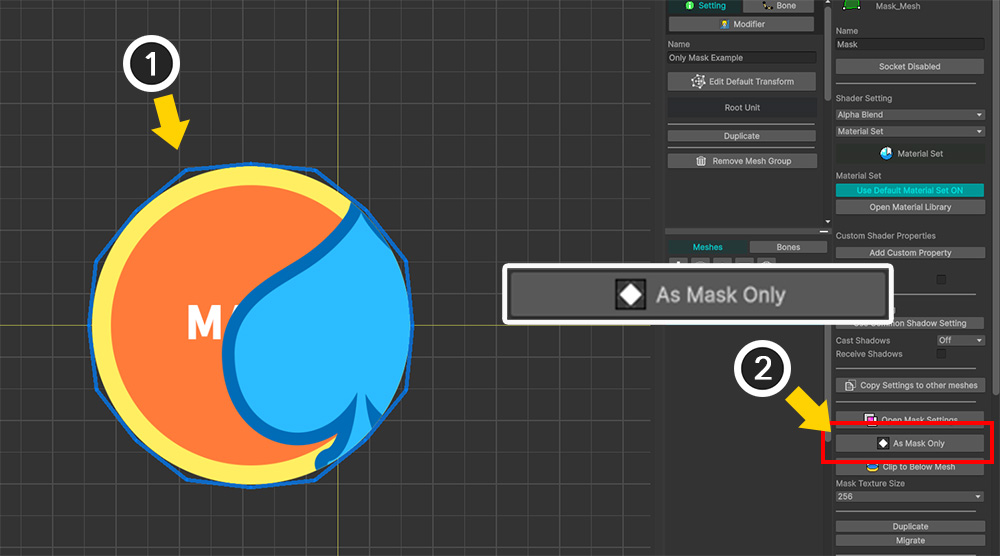 1
MA
As Mask Only
2
Setting
Bone
Modifier
Name
Only Mask Example
Edit Default Transform
Root Unit
Duplicate
Remove Mesh Group
Meshes
Bones
Mask_Mesh
Name
Mask
Socket Disabled
Shader Setting
Alpha Blend
Material Set
Material Set
Material Set
Use Default Material Set ON
Open Material Library
Custom Shader Properties
Add Custom Property
Use Common Shadow Setting
Cast Shadows
Off
Receive Shadows
Copy Settings to other meshes
Open Mask Settings
As Mask Only
Clip to Below Mesh
Mask Texture Size
256
Duplicate
Migrate